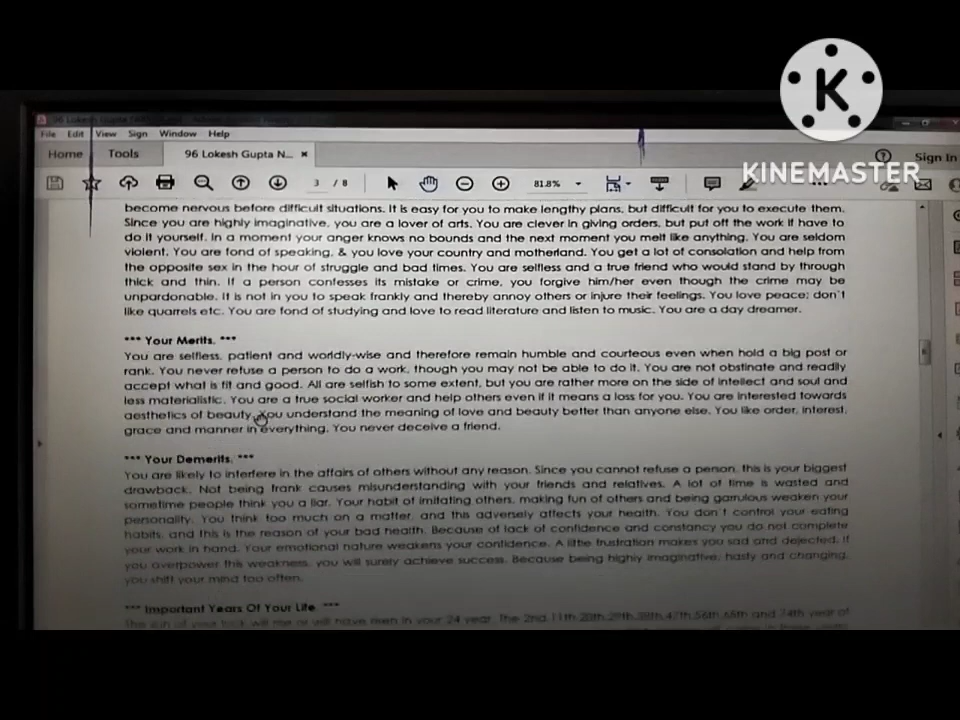 K
KINEMASTER
File Edit View Sign Window Help
Home Tools 96 Lokesh Gupta N... × Sign In
3 / 8 81.8%
become nervous before difficult situations. It is easy for you to make lengthy plans, but difficult for you to execute them.
Since you are highly imaginative, you are a lover of arts. You are clever in giving orders, but put off the work if have to
do it yourself. In a moment your anger knows no bounds and the next moment you melt like anything. You are seldom
violent. You are fond of speaking, & you love your country and motherland. You get a lot of consolation and help from
the opposite sex in the hour of struggle and bad times. You are selfless and a true friend who would stand by through
thick and thin. If a person confesses its mistake or crime, you forgive him/her even though the crime may be
unpardonable. It is not in you to speak frankly and thereby annoy others or injure their feelings. You love peace; don't
like quarrels etc. You are fond of studying and love to read literature and listen to music. You are a day dreamer.
*** Your Merits. ***
You are selfless, patient and worldly-wise and therefore remain humble and courteous even when hold a big post or
rank. You never refuse a person to do a work, though you may not be able to do it. You are not obstinate and readily
accept what is fit and good. All are selfish to some extent, but you are rather more on the side of intellect and soul and
less materialistic. You are a true social worker and help others even if it means a loss for you. You are interested towards
aesthetics of beauty. You understand the meaning of love and beauty better than anyone else. You like order, interest,
grace and manner in everything. You never deceive a friend.
*** Your Demerits. ***
You are likely to interfere in the affairs of others without any reason. Since you cannot refuse a person, this is your biggest
drawback. Not being frank causes misunderstanding with your friends and relatives. A lot of time is wasted and
sometime people think you a liar. Your habit of imitating others, making fun of others and being garrulous weaken your
personality. You think too much on a matter, and this adversely affects your health. You don't control your eating
habits, and this is the reason of your bad health. Because of lack of confidence and constancy you do not complete
your work in hand. Your emotional nature weakens your confidence. A little frustration makes you sad and dejected. If
you overpower this weakness, you will surely achieve success. Because being highly imaginative, hasty and changing,
you shift your mind too often.
*** Important Years Of Your Life. ***
will rise or will have risen in your 24 year. The 2nd, 11th, 20th, 29th, 38th, 47th, 56th, 65th and 74th year of